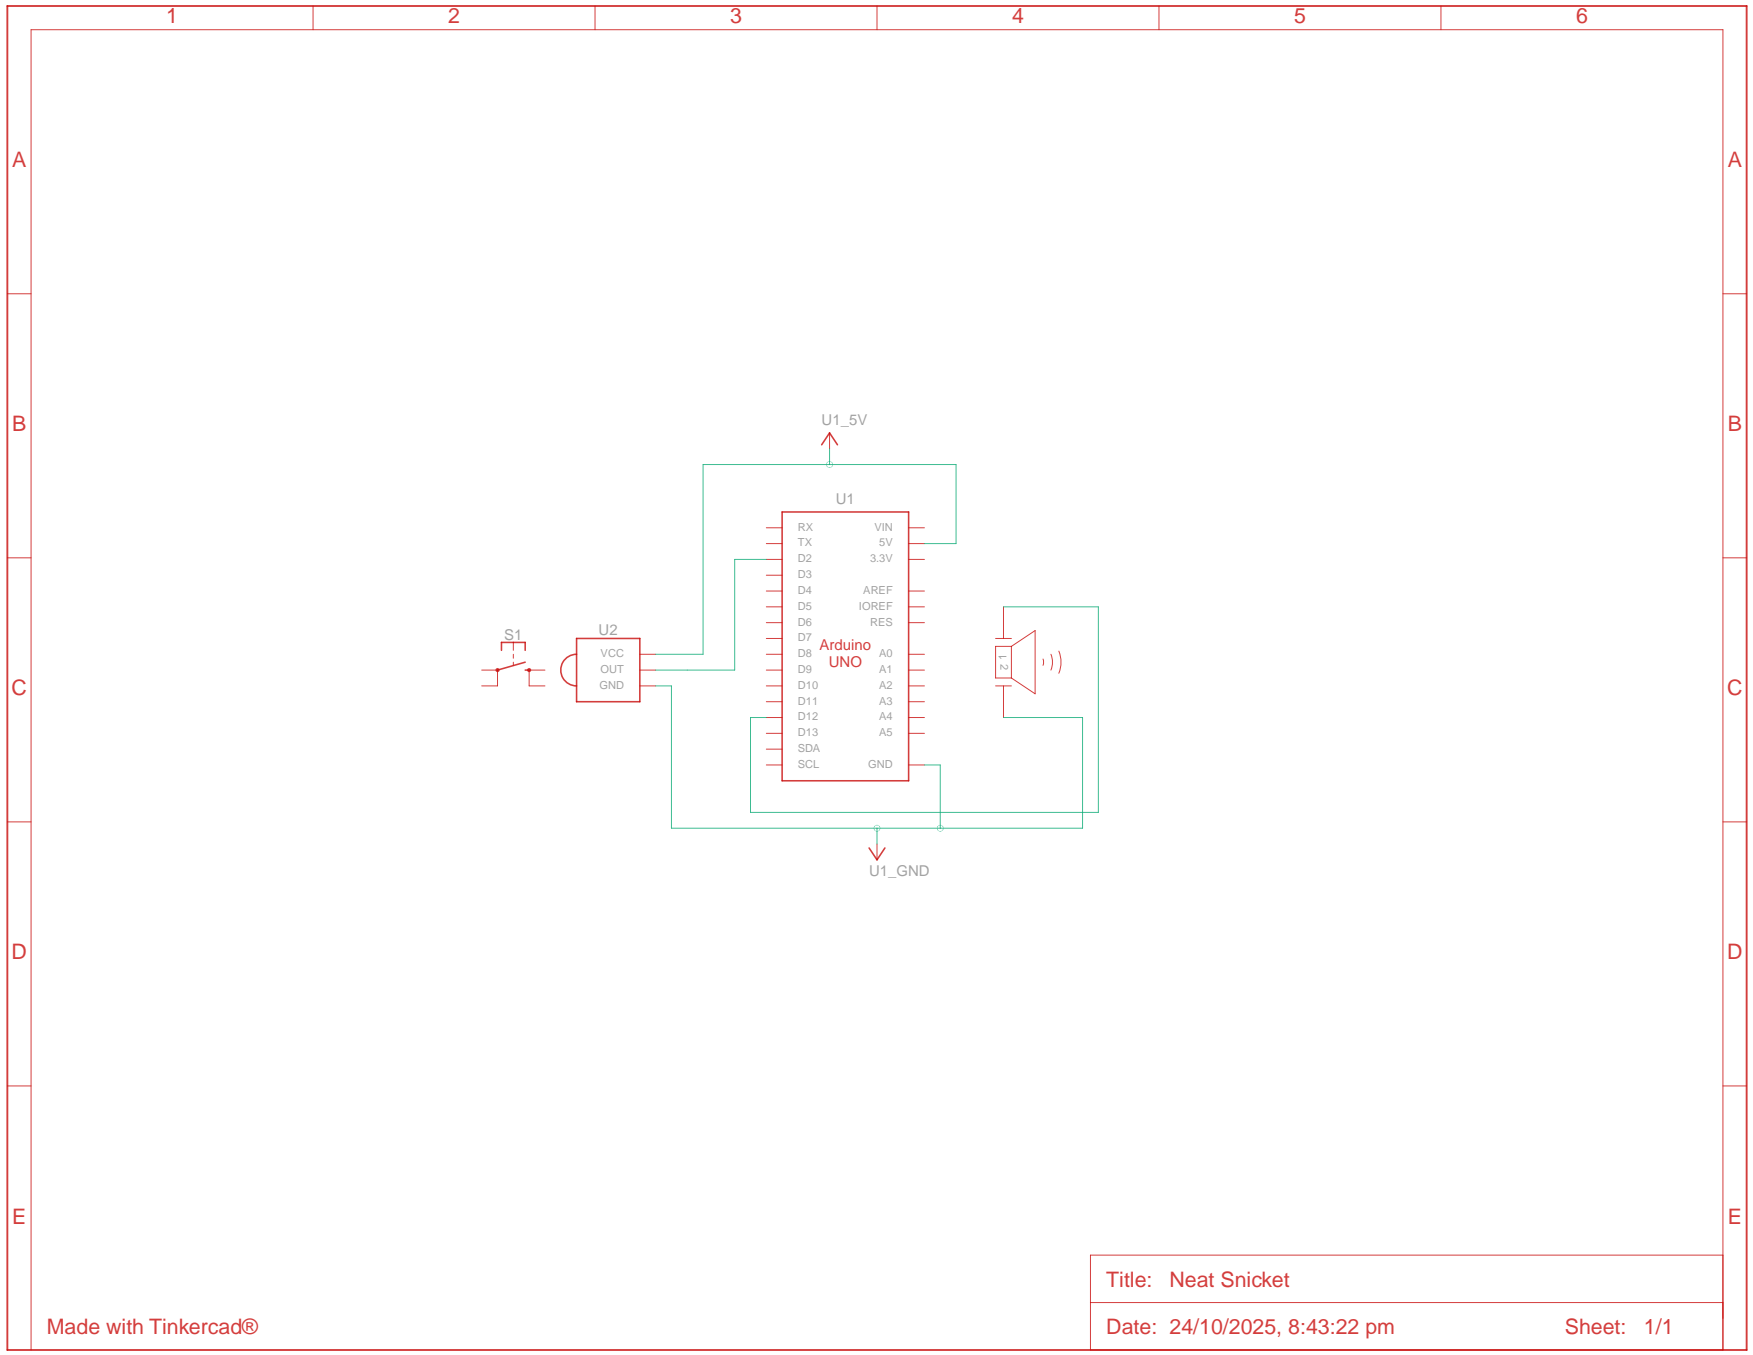 1 2 3 4 5 6
A A
B B
C C
D D
E E
U1_5V
U1
RX VIN
TX 5V
D2 3.3V
D3
D4 AREF
D5 IOREF
D6 RES
D7
Arduino
UNO
D8 A0
D9 A1
D10 A2
D11 A3
D12 A4
D13 A5
SDA
SCL GND
S1
U2
VCC
OUT
GND
1 2
U1_GND
Title: Neat Snicket
Made with Tinkercad®
Date: 24/10/2025, 8:43:22 pm Sheet: 1/1